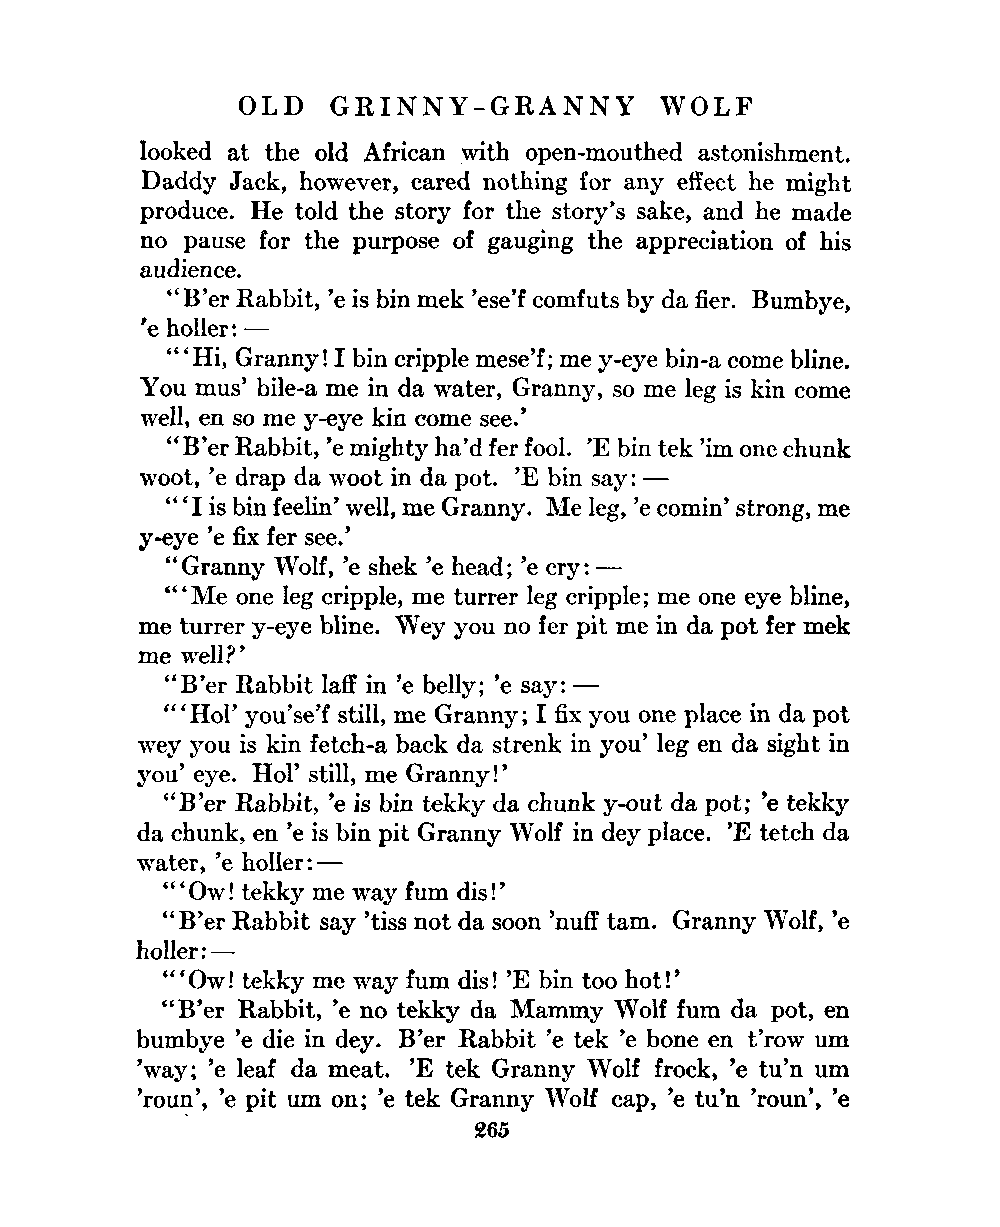 OLD GRINNY-GRANNY WOLF
looked at the old African with open-mouthed astonishment.
Daddy Jack, however, cared nothing for any effect he might
produce. He told the story for the story's sake, and he made
no pause for the purpose of gauging the appreciation of his
audience.
“B'er Rabbit, 'e is bin mek 'ese'f comfuts by da fier. Bumbye,
'e holler: —
“‘Hi, Granny! I bin cripple mese'f; me y-eye bin-a come bline.
You mus' bile-a me in da water, Granny, so me leg is kin come
well, en so me y-eye kin come see.’
“B'er Rabbit, 'e mighty ha'd fer fool. 'E bin tek 'im one chunk
woot, 'e drap da woot in da pot. 'E bin say: —
“‘I is bin feelin' well, me Granny. Me leg, 'e comin' strong, me
y-eye 'e fix fer see.’
“Granny Wolf, 'e shek 'e head; 'e cry: —
“‘Me one leg cripple, me turrer leg cripple; me one eye bline,
me turrer y-eye bline. Wey you no fer pit me in da pot fer mek
me well?’
“B'er Rabbit laff in 'e belly; 'e say: —
“‘Hol' you'se'f still, me Granny; I fix you one place in da pot
wey you is kin fetch-a back da strenk in you' leg en da sight in
you' eye. Hol' still, me Granny!’
“B'er Rabbit, 'e is bin tekky da chunk y-out da pot; 'e tekky
da chunk, en 'e is bin pit Granny Wolf in dey place. 'E tetch da
water, 'e holler: —
“‘Ow! tekky me way fum dis!’
“B'er Rabbit say 'tiss not da soon 'nuff tam. Granny Wolf, 'e
holler: —
“‘Ow! tekky me way fum dis! 'E bin too hot!’
“B'er Rabbit, 'e no tekky da Mammy Wolf fum da pot, en
bumbye 'e die in dey. B'er Rabbit 'e tek 'e bone en t'row um
'way; 'e leaf da meat. 'E tek Granny Wolf frock, 'e tu'n um
'roun', 'e pit um on; 'e tek Granny Wolf cap, 'e tu'n 'roun', 'e
265